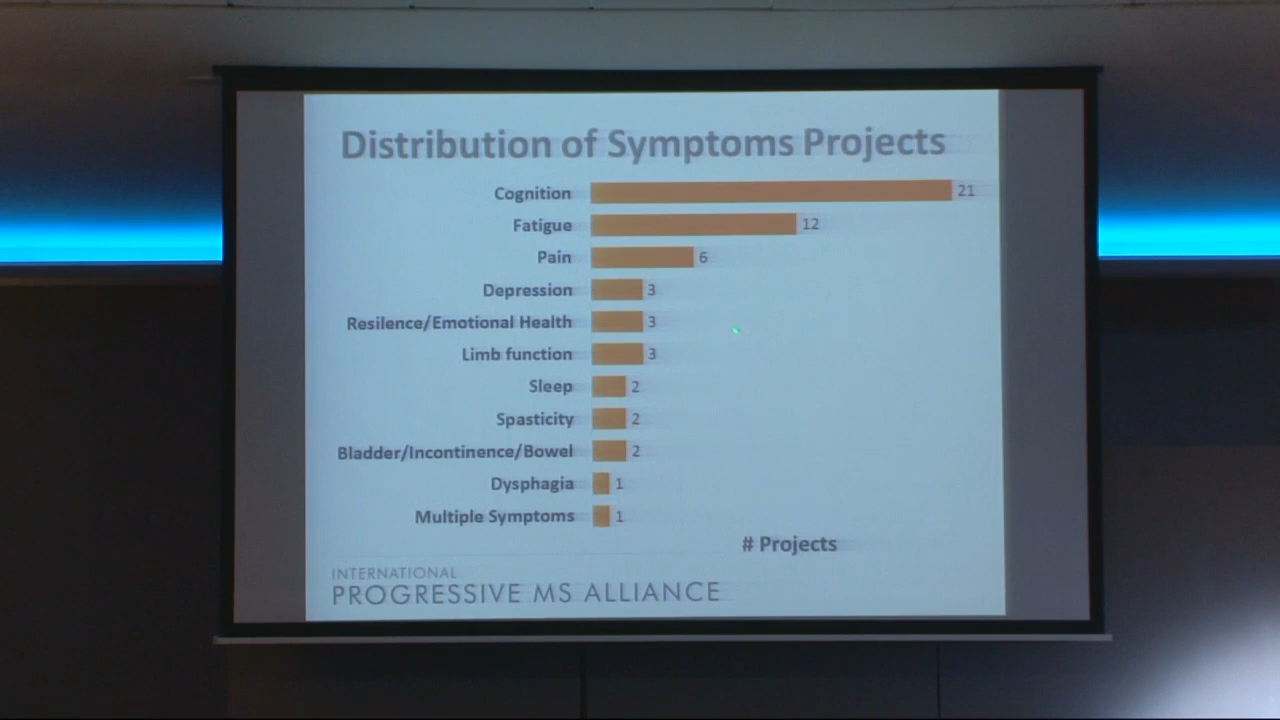 Distribution of Symptoms Projects
Cognition 21
Fatigue 12
Pain 6
Depression 3
Resilence/Emotional Health 3
Limb function 3
Sleep 2
Spasticity 2
Bladder/Incontinence/Bowel 2
Dysphagia 1
Multiple Symptoms 1
# Projects
INTERNATIONAL
PROGRESSIVE MS ALLIANCE